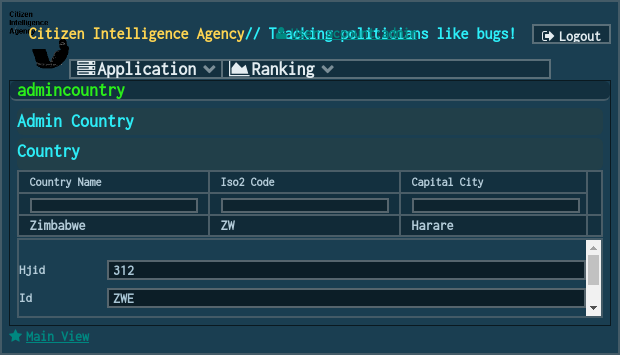 Citizen
Intelligence
Agency
Citizen Intelligence Agency// Tracking politicians like bugs!
Logout
Application
Ranking
admincountry
Admin Country
Country
Country Name
Iso2 Code
Capital City
Zimbabwe
ZW
Harare
Hjid
312
Id
ZWE
Main View